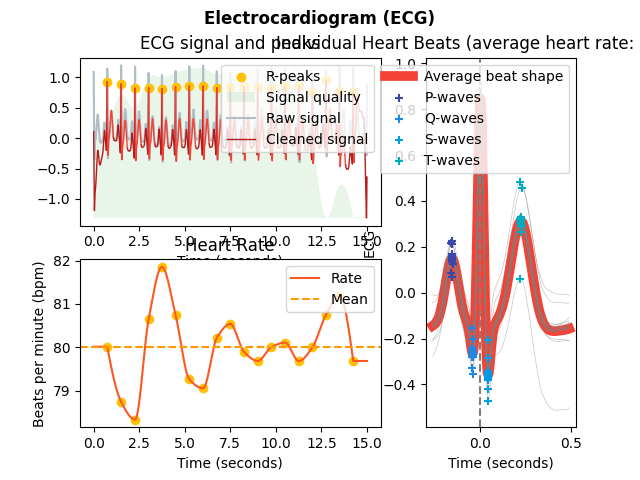 Electrocardiogram (ECG)
ECG signal and peaks
Individual Heart Beats (average heart rate:
R-peaks
Signal quality
Raw signal
Cleaned signal
1.0
0.5
0.0
−0.5
−1.0
0.0 2.5 5.0 7.5 10.0 12.5 15.0
Time (seconds)
Heart Rate
Rate
Mean
82
81
80
79
Beats per minute (bpm)
0.0 2.5 5.0 7.5 10.0 12.5 15.0
Time (seconds)
Average beat shape
P-waves
Q-waves
S-waves
T-waves
1.0
0.8
0.6
0.4
0.2
0.0
−0.2
−0.4
ECG
0.0 0.5
Time (seconds)